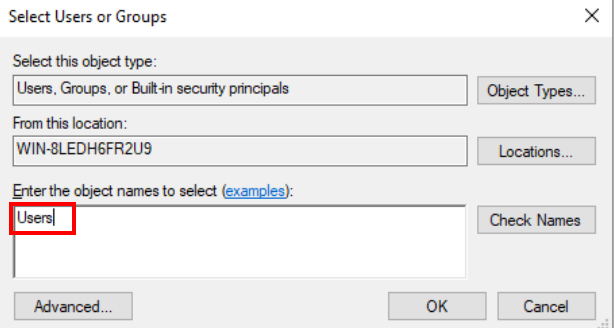 Select Users or Groups
Select this object type:
Users, Groups, or Built-in security principals
Object Types...
From this location:
WIN-8LEDH6FR2U9
Locations...
Enter the object names to select (examples):
Users
Check Names
Advanced...
OK
Cancel